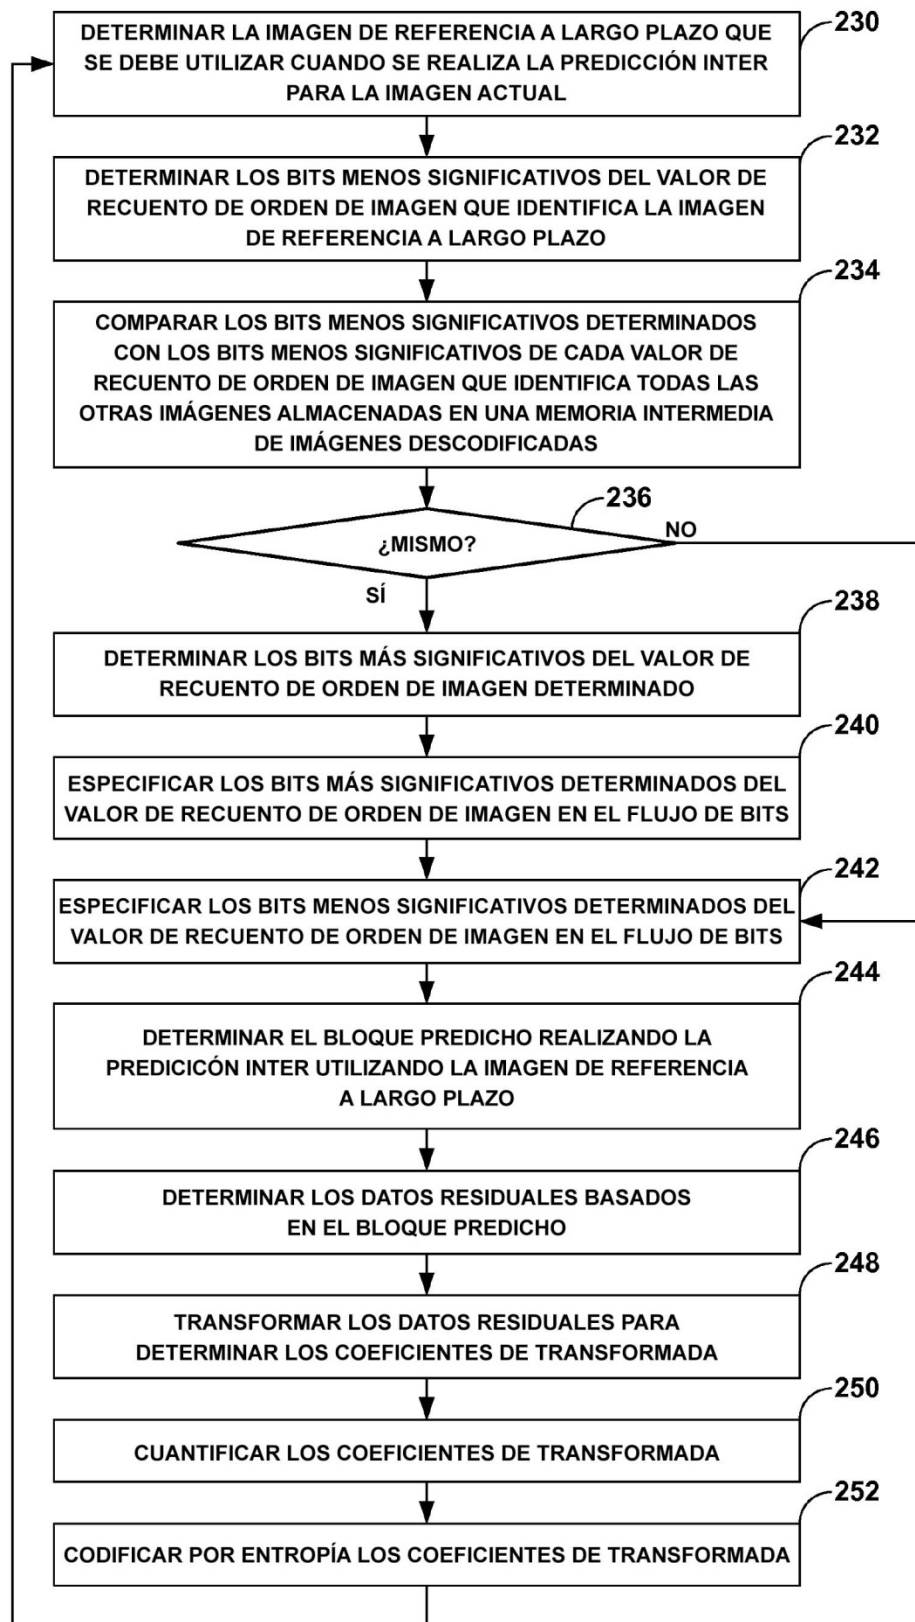 230
DETERMINAR LA IMAGEN DE REFERENCIA A LARGO PLAZO QUE
SE DEBE UTILIZAR CUANDO SE REALIZA LA PREDICCIÓN INTER
PARA LA IMAGEN ACTUAL
232
DETERMINAR LOS BITS MENOS SIGNIFICATIVOS DEL VALOR DE
RECUENTO DE ORDEN DE IMAGEN QUE IDENTIFICA LA IMAGEN
DE REFERENCIA A LARGO PLAZO
234
COMPARAR LOS BITS MENOS SIGNIFICATIVOS DETERMINADOS
CON LOS BITS MENOS SIGNIFICATIVOS DE CADA VALOR DE
RECUENTO DE ORDEN DE IMAGEN QUE IDENTIFICA TODAS LAS
OTRAS IMÁGENES ALMACENADAS EN UNA MEMORIA INTERMEDIA
DE IMÁGENES DESCODIFICADAS
236
NO
¿MISMO?
SÍ
238
DETERMINAR LOS BITS MÁS SIGNIFICATIVOS DEL VALOR DE
RECUENTO DE ORDEN DE IMAGEN DETERMINADO
240
ESPECIFICAR LOS BITS MÁS SIGNIFICATIVOS DETERMINADOS DEL
VALOR DE RECUENTO DE ORDEN DE IMAGEN EN EL FLUJO DE BITS
242
ESPECIFICAR LOS BITS MENOS SIGNIFICATIVOS DETERMINADOS DEL
VALOR DE RECUENTO DE ORDEN DE IMAGEN EN EL FLUJO DE BITS
244
DETERMINAR EL BLOQUE PREDICHO REALIZANDO LA
PREDICICÓN INTER UTILIZANDO LA IMAGEN DE REFERENCIA
A LARGO PLAZO
246
DETERMINAR LOS DATOS RESIDUALES BASADOS
EN EL BLOQUE PREDICHO
248
TRANSFORMAR LOS DATOS RESIDUALES PARA
DETERMINAR LOS COEFICIENTES DE TRANSFORMADA
250
CUANTIFICAR LOS COEFICIENTES DE TRANSFORMADA
252
CODIFICAR POR ENTROPÍA LOS COEFICIENTES DE TRANSFORMADA